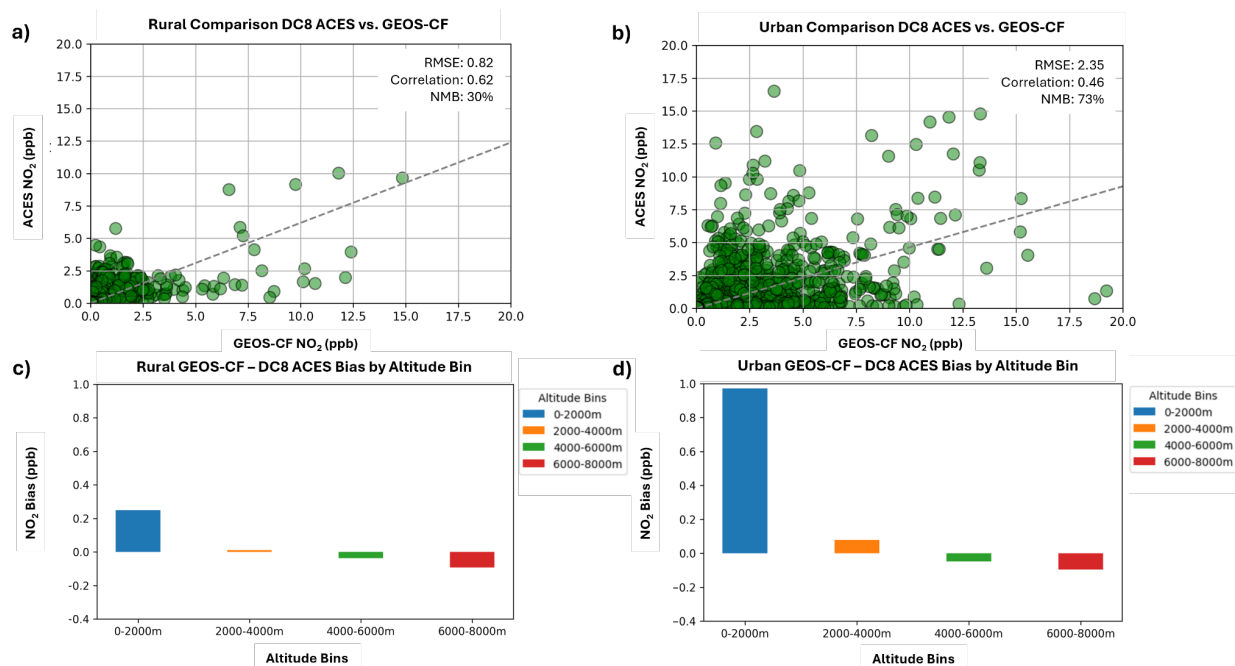 a)
Rural Comparison DC8 ACES vs. GEOS-CF
20.0
17.5
15.0
12.5
10.0
7.5
5.0
2.5
0.0
ACES NO₂ (ppb)
RMSE: 0.82
Correlation: 0.62
NMB: 30%
0.0 2.5 5.0 7.5 10.0 12.5 15.0 17.5 20.0
GEOS-CF NO₂ (ppb)
b)
Urban Comparison DC8 ACES vs. GEOS-CF
20.0
17.5
15.0
12.5
10.0
7.5
5.0
2.5
0.0
ACES NO₂ (ppb)
RMSE: 2.35
Correlation: 0.46
NMB: 73%
0.0 2.5 5.0 7.5 10.0 12.5 15.0 17.5 20.0
GEOS-CF NO₂ (ppb)
c)
Rural GEOS-CF – DC8 ACES Bias by Altitude Bin
1.0
0.8
0.6
0.4
0.2
0.0
-0.2
-0.4
NO₂ Bias (ppb)
Altitude Bins
0-2000m
2000-4000m
4000-6000m
6000-8000m
0-2000m 2000-4000m 4000-6000m 6000-8000m
Altitude Bins
d)
Urban GEOS-CF – DC8 ACES Bias by Altitude Bin
1.0
0.8
0.6
0.4
0.2
0.0
−0.2
−0.4
NO₂ Bias (ppb)
Altitude Bins
0-2000m
2000-4000m
4000-6000m
6000-8000m
0-2000m 2000-4000m 4000-6000m 6000-8000m
Altitude Bins